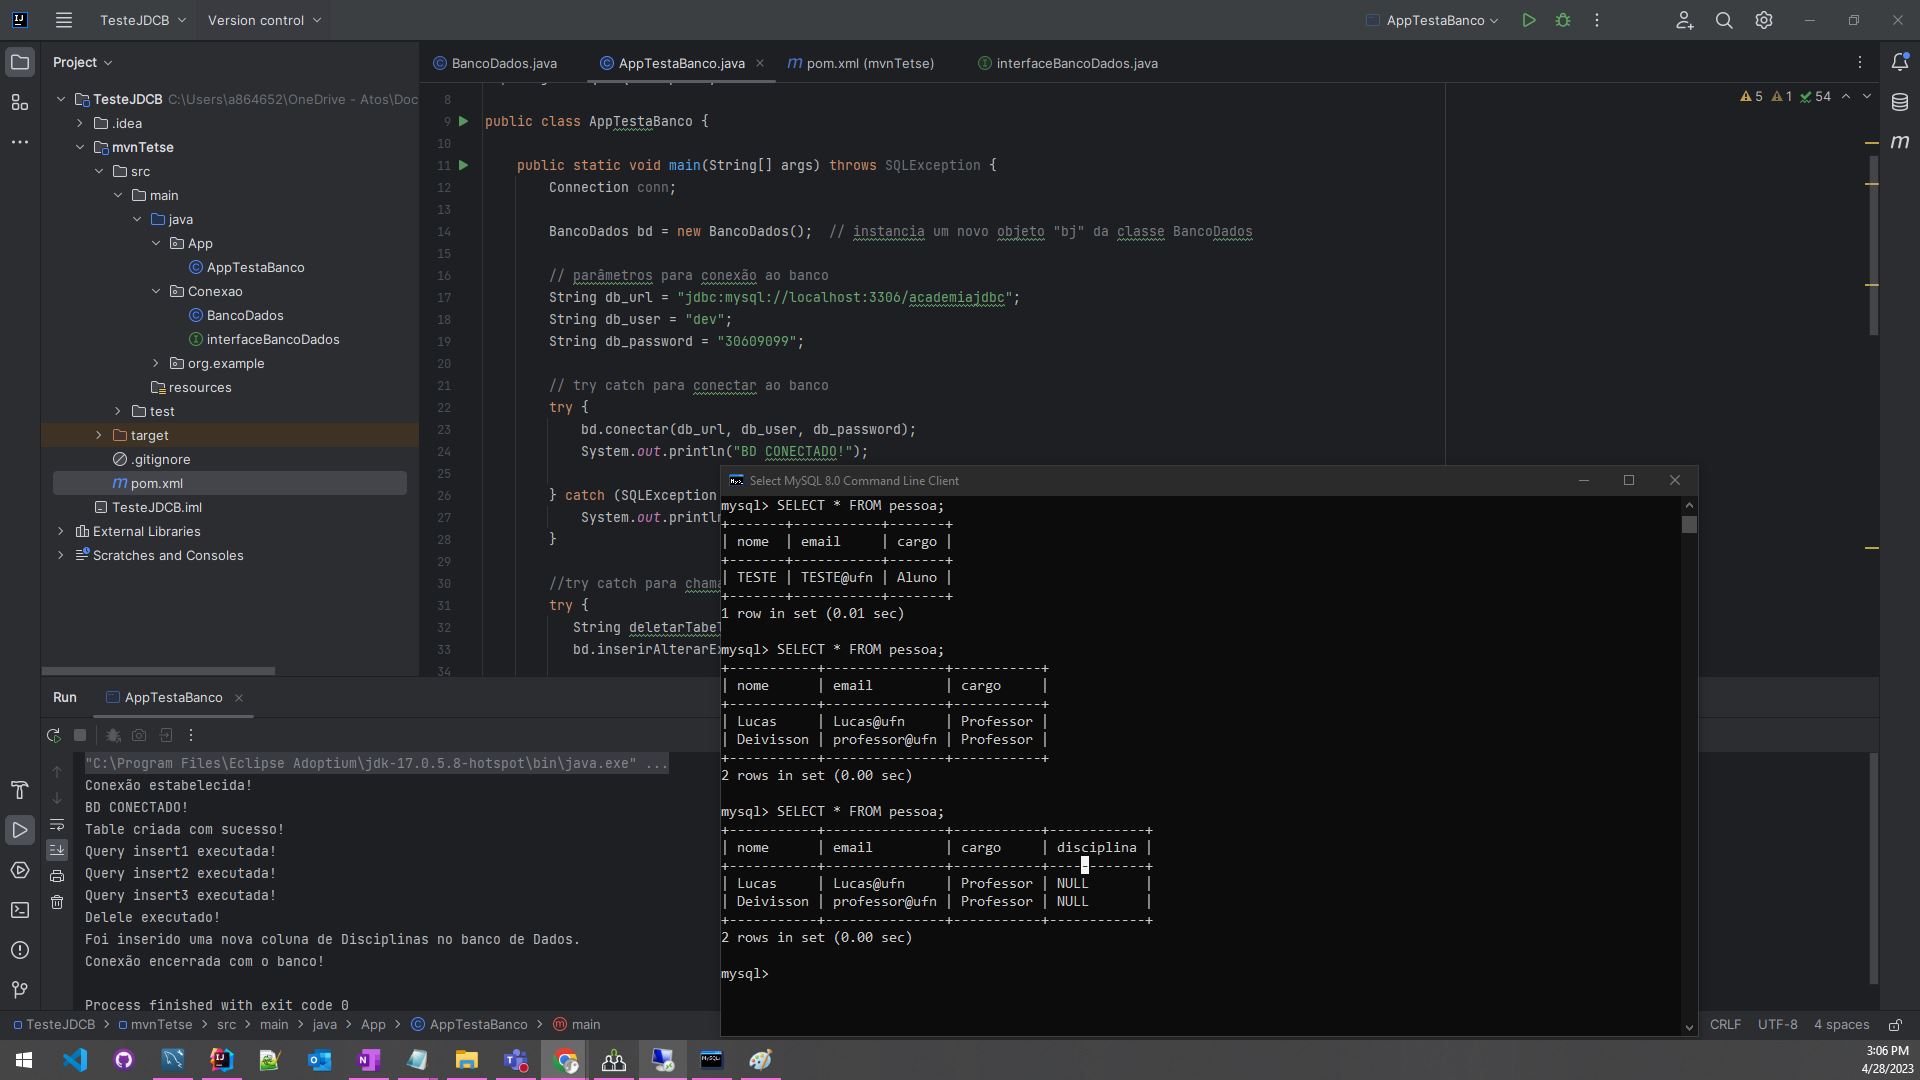 TesteJDCB
Version control
AppTestaBanco
Project
BancoDados.java
AppTestaBanco.java
pom.xml (mvnTetse)
interfaceBancoDados.java
TesteJDCB C:\Users\a864652\OneDrive - Atos\Doc
.idea
mvnTetse
src
main
java
App
AppTestaBanco
Conexao
BancoDados
interfaceBancoDados
org.example
resources
test
target
.gitignore
pom.xml
TesteJDCB.iml
External Libraries
Scratches and Consoles
5 1 54
8
9 public class AppTestaBanco {
10
11 public static void main(String[] args) throws SQLException {
12 Connection conn;
13
14 BancoDados bd = new BancoDados(); // instancia um novo objeto "bj" da classe BancoDados
15
16 // parâmetros para conexão ao banco
17 String db_url = "jdbc:mysql://localhost:3306/academiajdbc";
18 String db_user = "dev";
19 String db_password = "30609099";
20
21 // try catch para conectar ao banco
22 try {
23 bd.conectar(db_url, db_user, db_password);
24 System.out.println("BD CONECTADO!");
25
26 } catch (SQLException
27 System.out.println
28 }
29
30 //try catch para chama
31 try {
32 String deletarTabel
33 bd.inserirAlterarEx
34
Select MySQL 8.0 Command Line Client
mysql> SELECT * FROM pessoa;
+-------+-----------+-------+
| nome | email | cargo |
+-------+-----------+-------+
| TESTE | TESTE@ufn | Aluno |
+-------+-----------+-------+
1 row in set (0.01 sec)
mysql> SELECT * FROM pessoa;
+-----------+---------------+-----------+
| nome | email | cargo |
+-----------+---------------+-----------+
| Lucas | Lucas@ufn | Professor |
| Deivisson | professor@ufn | Professor |
+-----------+---------------+-----------+
2 rows in set (0.00 sec)
mysql> SELECT * FROM pessoa;
+-----------+---------------+-----------+------------+
| nome | email | cargo | disciplina |
+-----------+---------------+-----------+------------+
| Lucas | Lucas@ufn | Professor | NULL |
| Deivisson | professor@ufn | Professor | NULL |
+-----------+---------------+-----------+------------+
2 rows in set (0.00 sec)
mysql>
Run
AppTestaBanco
"C:\Program Files\Eclipse Adoptium\jdk-17.0.5.8-hotspot\bin\java.exe" ...
Conexão estabelecida!
BD CONECTADO!
Table criada com sucesso!
Query insert1 executada!
Query insert2 executada!
Query insert3 executada!
Delele executado!
Foi inserido uma nova coluna de Disciplinas no banco de Dados.
Conexão encerrada com o banco!
Process finished with exit code 0
TesteJDCB > mvnTetse > src > main > java > App > AppTestaBanco > main
CRLF UTF-8 4 spaces
3:06 PM
4/28/2023